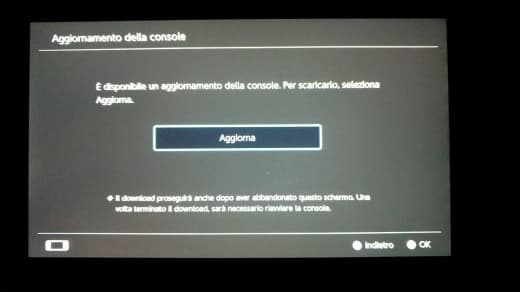 Aggiornamento della console
È disponibile un aggiornamento della console. Per scaricarlo, seleziona
Aggiorna.
Aggiorna
Il download proseguirà anche dopo aver abbandonato questo schermo. Una
volta terminato il download, sarà necessario riavviare la console.
Indietro OK